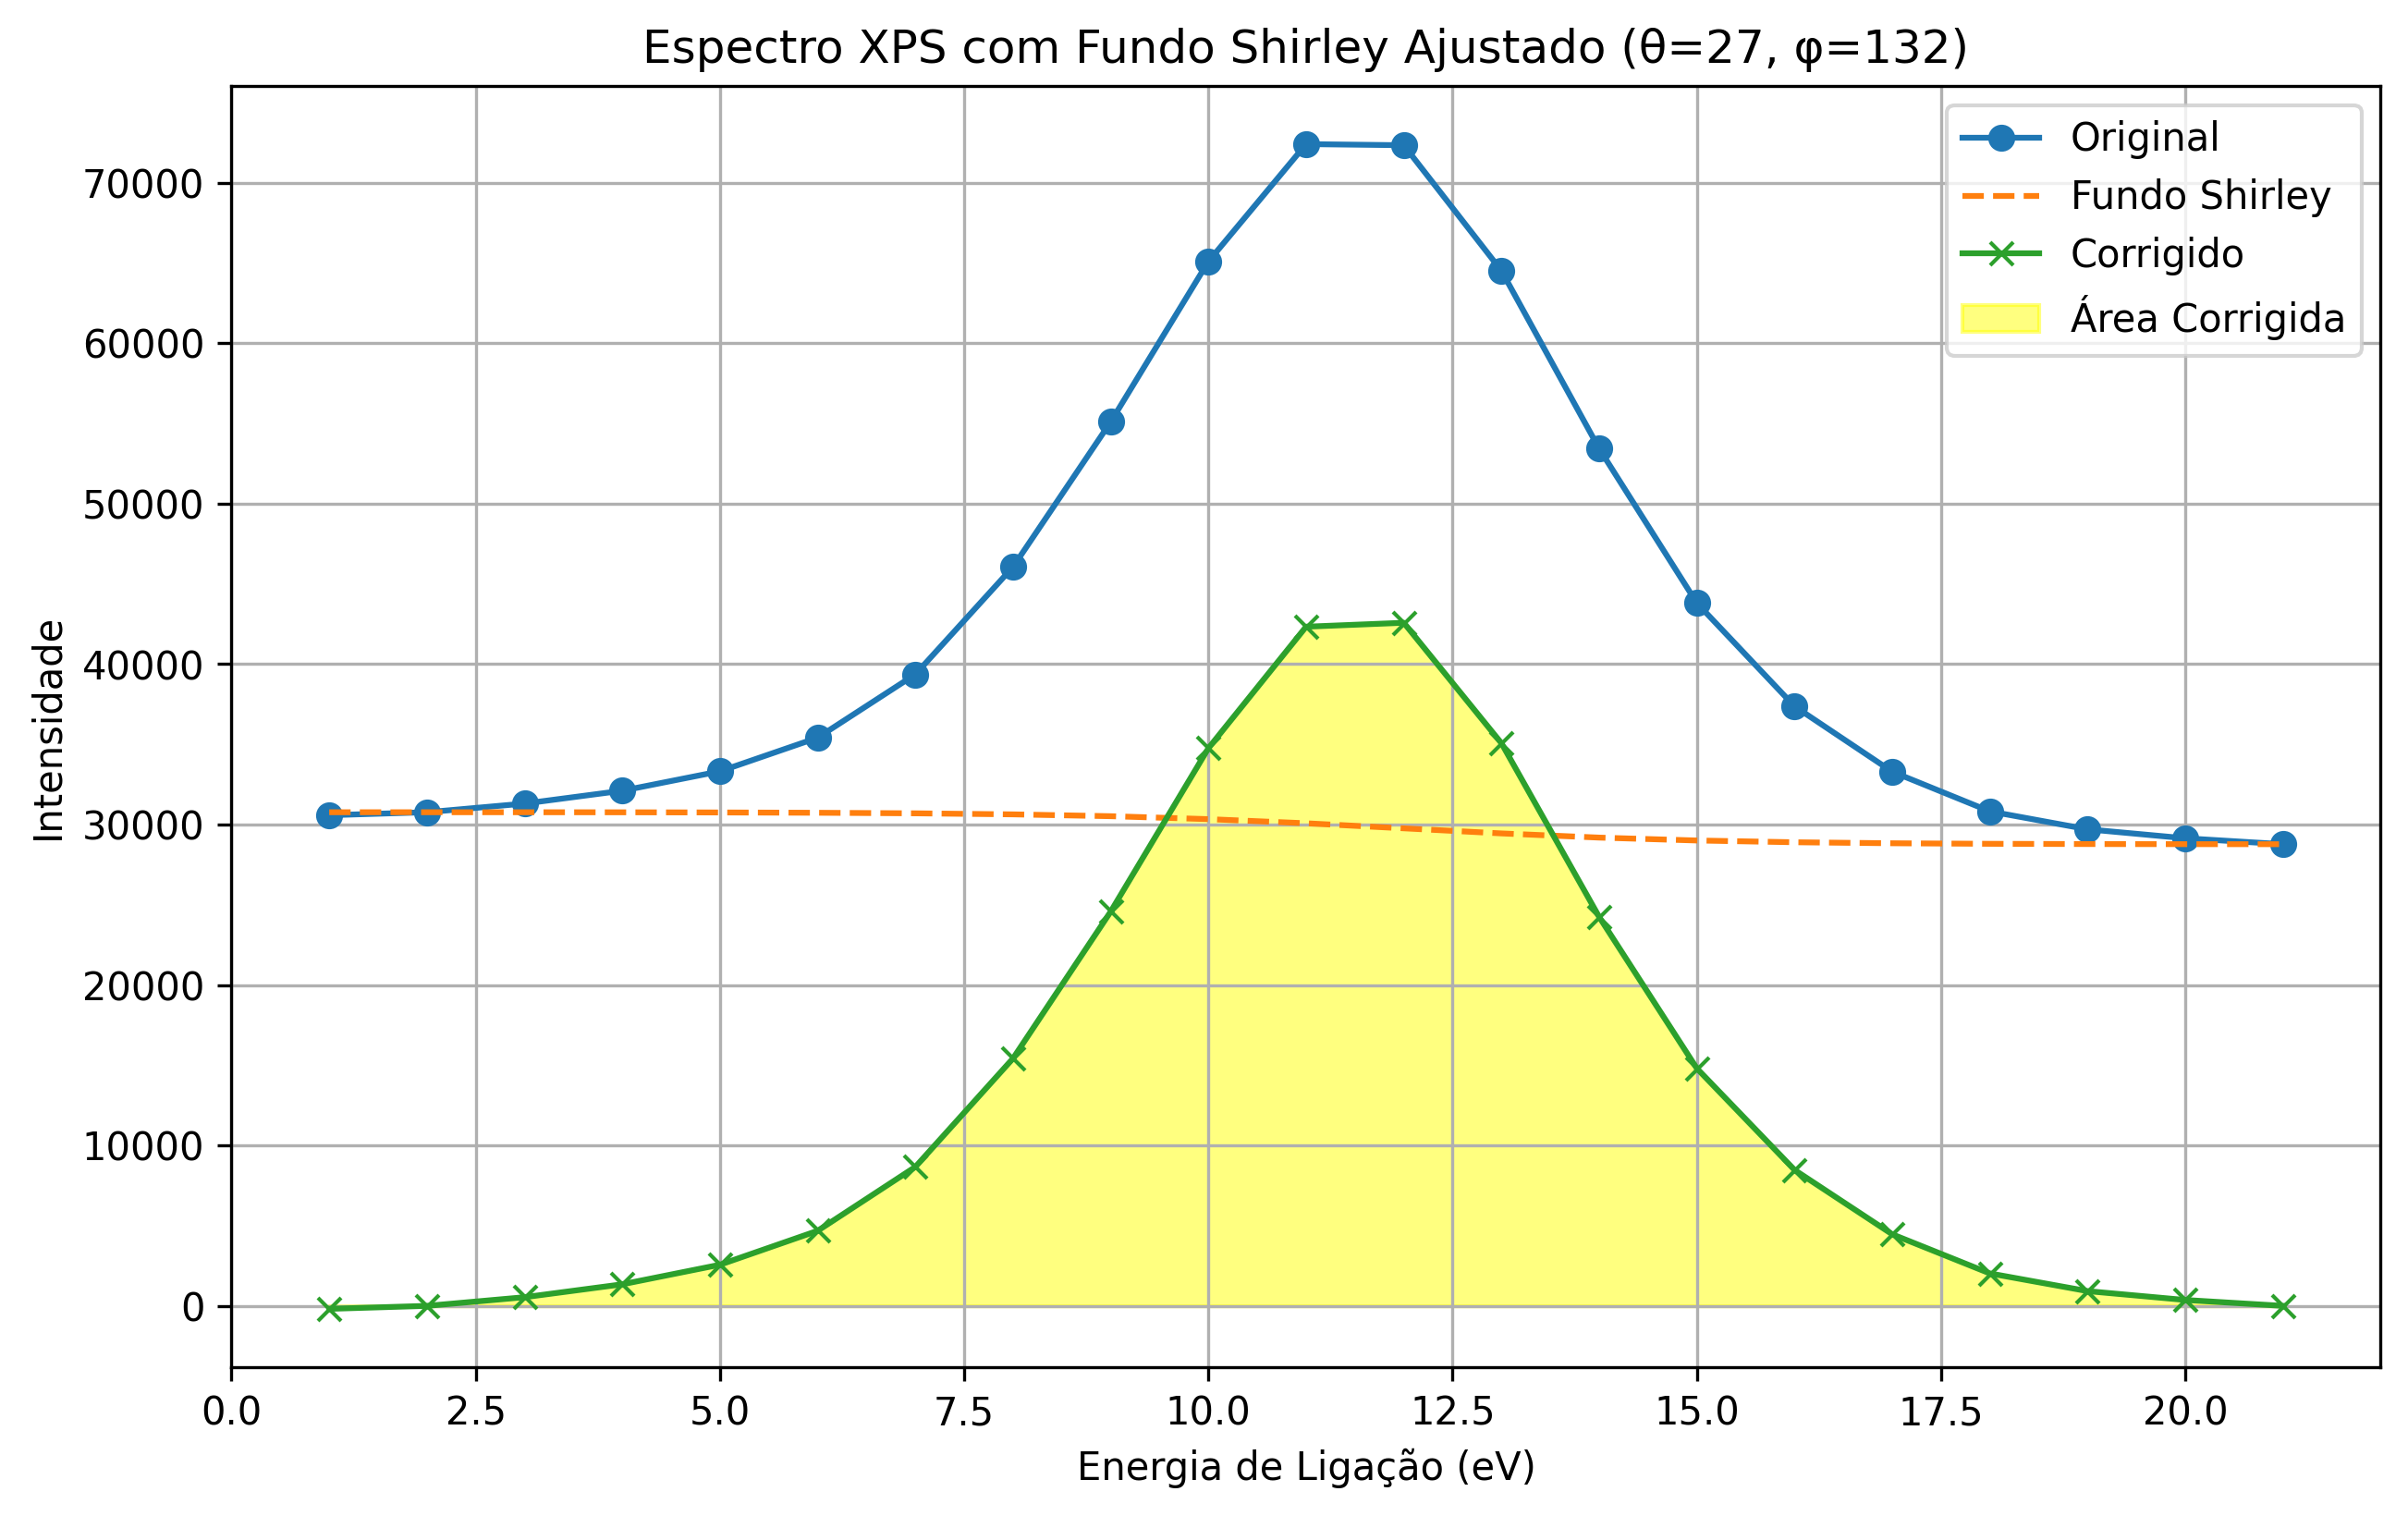 Espectro XPS com Fundo Shirley Ajustado (θ=27, φ=132)
Original
Fundo Shirley
Corrigido
Área Corrigida
Intensidade
70000
60000
50000
40000
30000
20000
10000
0
0.0 2.5 5.0 7.5 10.0 12.5 15.0 17.5 20.0
Energia de Ligação (eV)